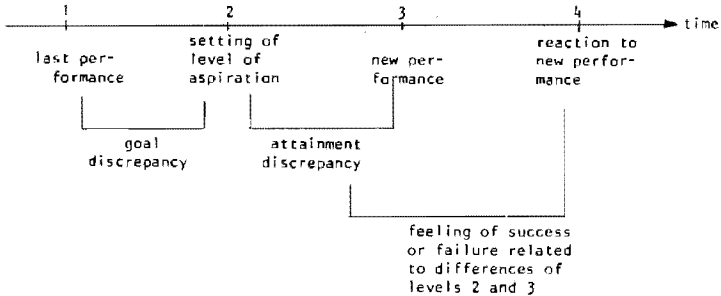 1
2
3
4
time
last per-
formance
setting of
level of
aspiration
new per-
formance
reaction to
new perfor-
mance
goal
discrepancy
attainment
discrepancy
feeling of success
or failure related
to differences of
levels 2 and 3